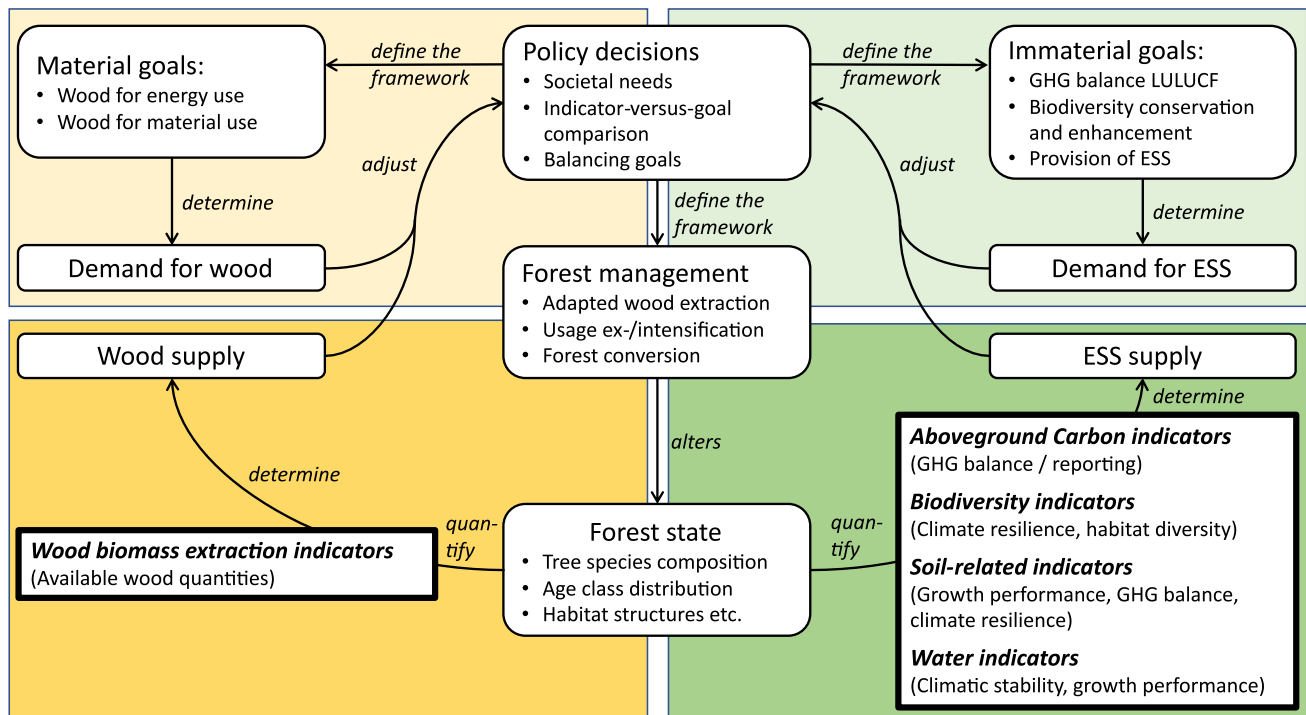 Material goals:
• Wood for energy use
• Wood for material use
define the
framework
Policy decisions
• Societal needs
• Indicator-versus-goal
comparison
• Balancing goals
define the
framework
Immaterial goals:
• GHG balance LULUCF
• Biodiversity conservation
and enhancement
• Provision of ESS
determine
adjust
define the
framework
adjust
determine
Demand for wood
Forest management
• Adapted wood extraction
• Usage ex-/intensification
• Forest conversion
Demand for ESS
Wood supply
ESS supply
determine
alters
determine
Wood biomass extraction indicators
(Available wood quantities)
quan-
tify
Forest state
• Tree species composition
• Age class distribution
• Habitat structures etc.
quan-
tify
Aboveground Carbon indicators
(GHG balance / reporting)
Biodiversity indicators
(Climate resilience, habitat diversity)
Soil-related indicators
(Growth performance, GHG balance,
climate resilience)
Water indicators
(Climatic stability, growth performance)